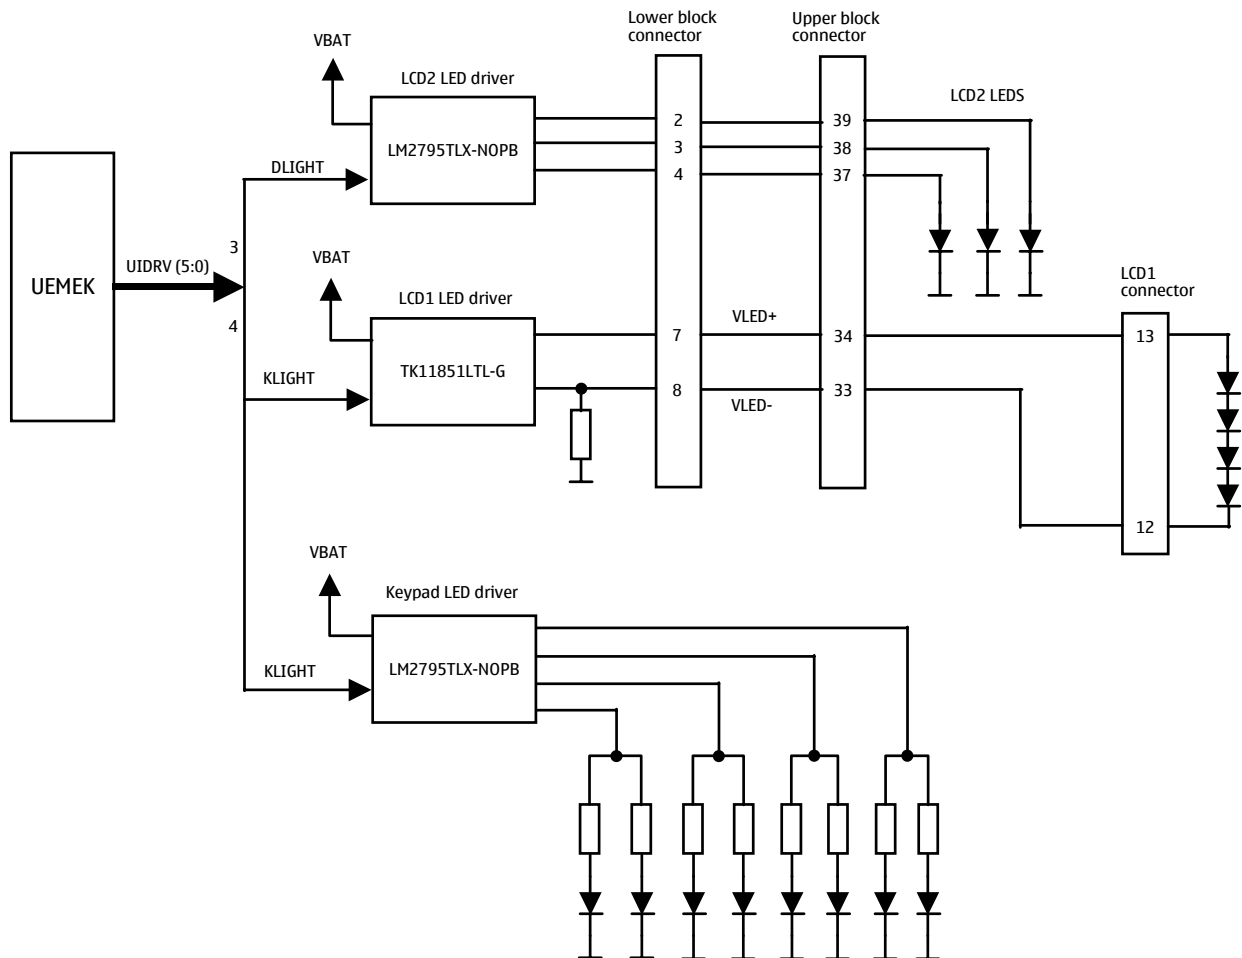 Lower block
connector
Upper block
connector
VBAT
LCD2 LED driver
LCD2 LEDS
LM2795TLX-NOPB
2
39
3
38
4
37
DLIGHT
3
UIDRV (5:0)
UEMEK
4
VBAT
LCD1 LED driver
LCD1
connector
VLED+
7
34
13
TK11851LTL-G
KLIGHT
8
33
VLED-
12
VBAT
Keypad LED driver
KLIGHT
LM2795TLX-NOPB